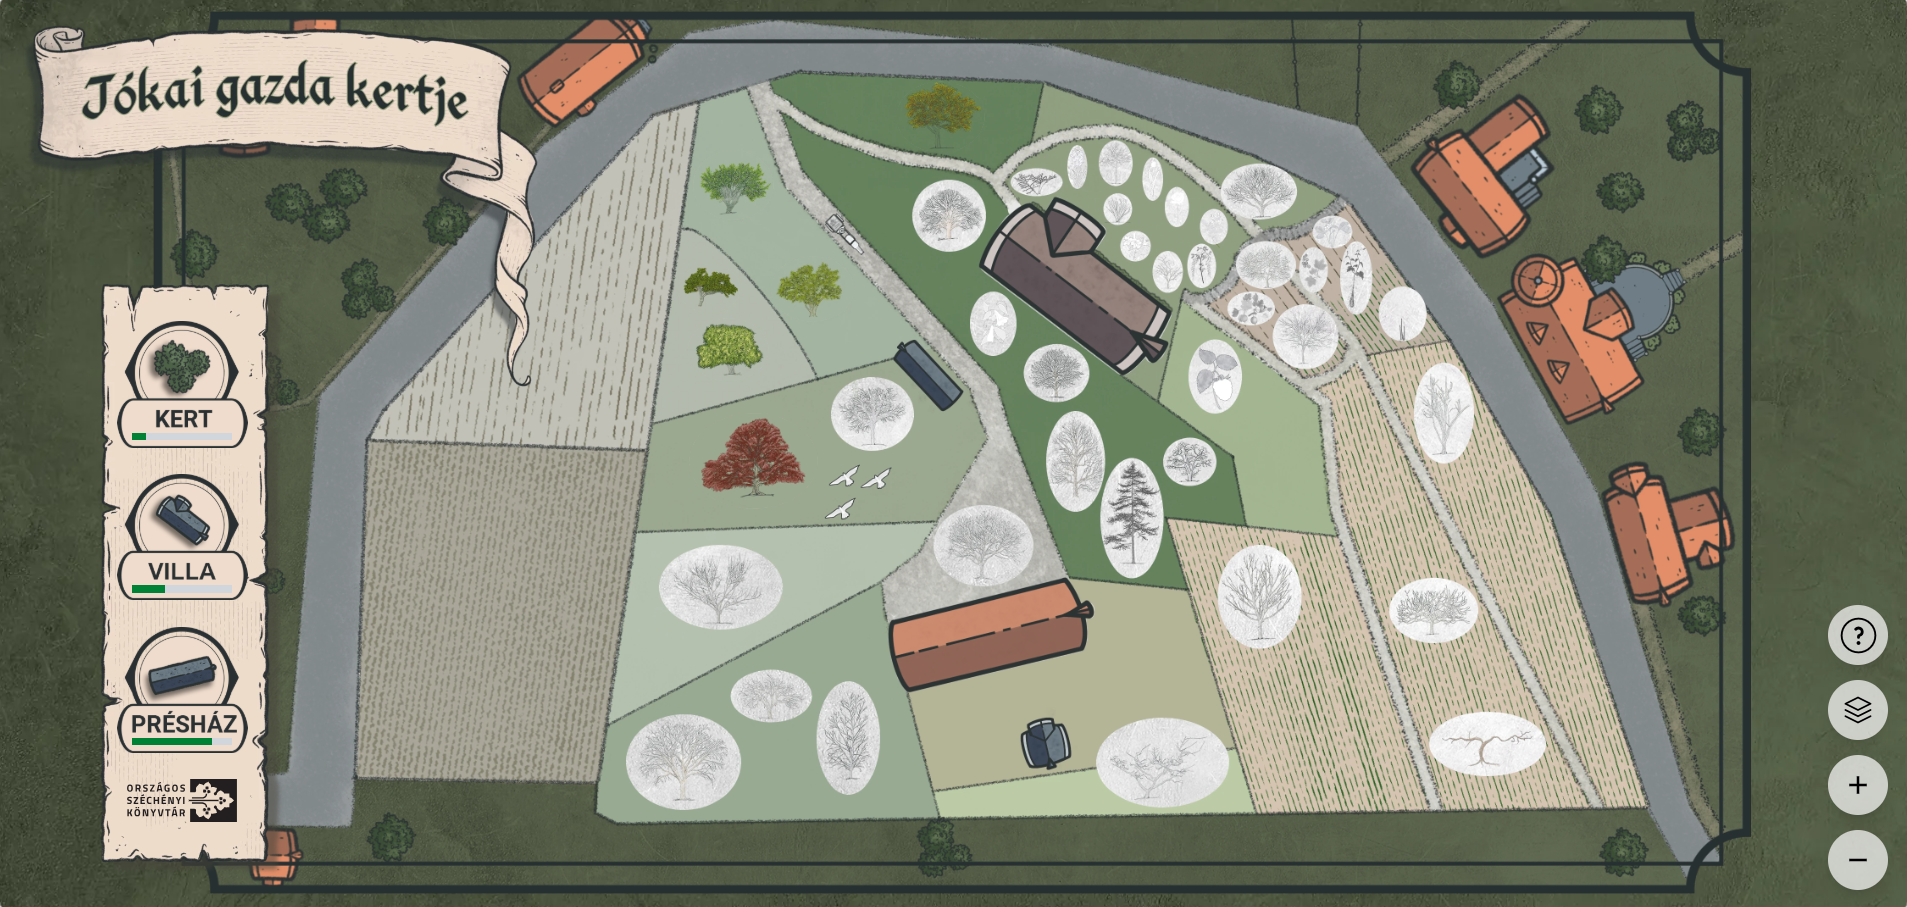 Jókai gazda kertje
KERT
VILLA
PRÉSHÁZ
ORSZÁGOS
SZÉCHÉNYI
KÖNYVTÁR
?
+
−